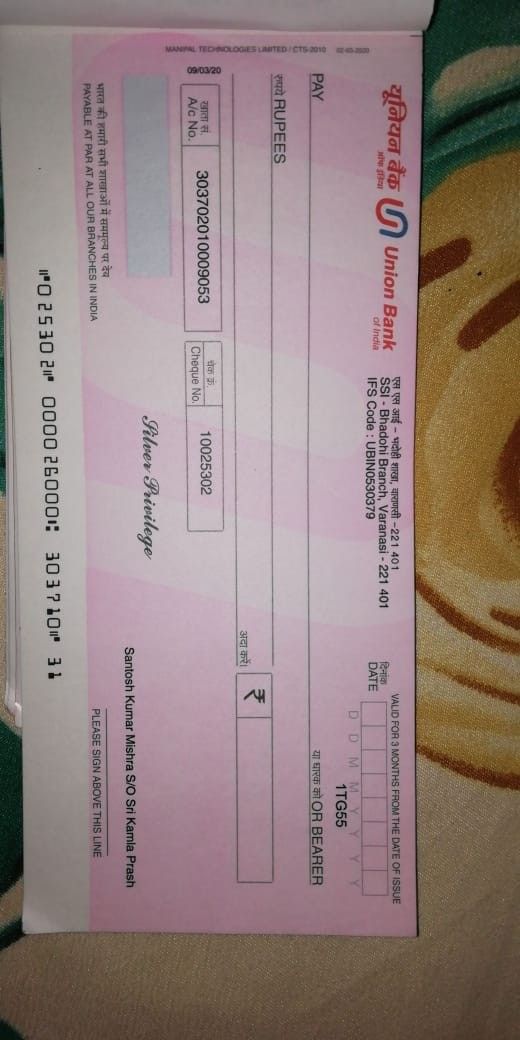 MANIPAL TECHNOLOGIES LIMITED / CTS-2010 02-03-2020
यूनियन बैंक Union Bank
ऑफ इंडिया of India
एस एस आई - भदोही शाखा, वाराणसी -221 401
SSI - Bhadohi Branch, Varanasi - 221 401
IFS Code : UBIN0530379
VALID FOR 3 MONTHS FROM THE DATE OF ISSUE
दिनांक
DATE
D D M M Y Y Y Y
1TG55
PAY
या धारक को OR BEARER
रुपये RUPEES
अदा करें
₹
09/03/20
खाता सं.
A/c No.
303702010009053
चेक क्र.
Cheque No.
10025302
Silver Privilege
Santosh Kumar Mishra S/O Sri Kamla Prash
भारत की हमारी सभी शाखाओं में सममूल्य पर देय
PAYABLE AT PAR AT ALL OUR BRANCHES IN INDIA
PLEASE SIGN ABOVE THIS LINE
⑈025302⑈ 000026000⑆ 303710⑈ 31